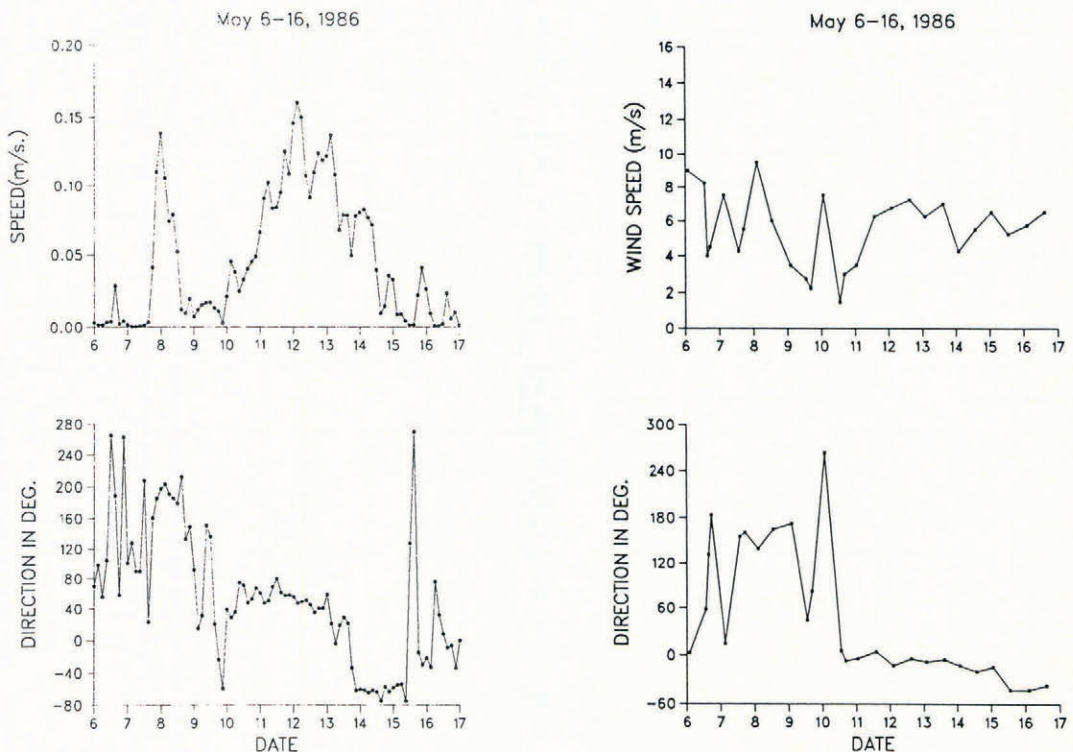 May 6-16, 1986
0.20
0.15
0.10
0.05
0.00
SPEED(m/s.)
6 7 8 9 10 11 12 13 14 15 16 17
May 6-16, 1986
16
14
12
10
8
6
4
2
0
WIND SPEED (m/s)
6 7 8 9 10 11 12 13 14 15 16 17
280
240
200
160
120
80
40
0
-40
-80
DIRECTION IN DEG.
6 7 8 9 10 11 12 13 14 15 16 17
DATE
300
240
180
120
60
0
-60
DIRECTION IN DEG.
6 7 8 9 10 11 12 13 14 15 16 17
DATE